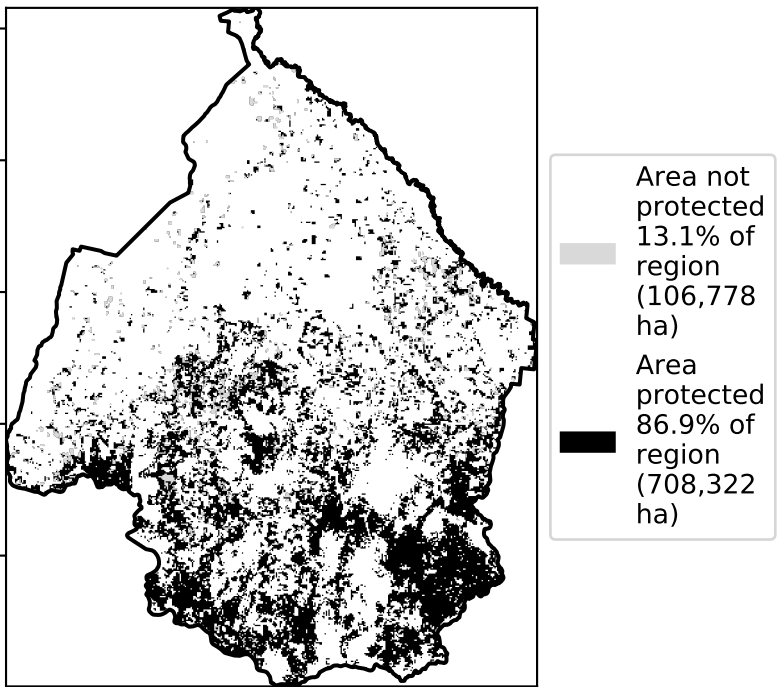 Area not
protected
13.1% of
region
(106,778
ha)
Area
protected
86.9% of
region
(708,322
ha)